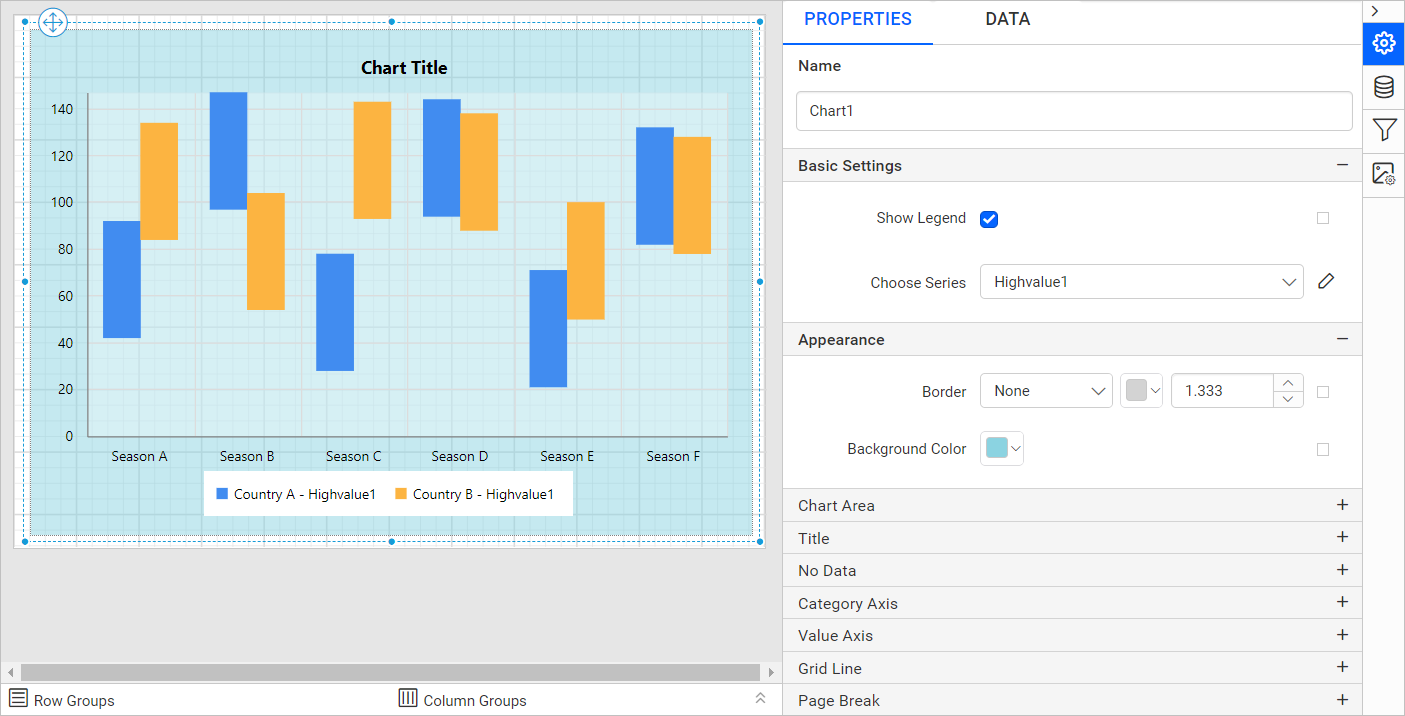 Chart Title
140
120
100
80
60
40
20
0
Season A Season B Season C Season D Season E Season F
Country A - Highvalue1 Country B - Highvalue1
Row Groups Column Groups
PROPERTIES DATA
Name
Chart1
Basic Settings
Show Legend
Choose Series Highvalue1
Appearance
Border None 1.333
Background Color
Chart Area
Title
No Data
Category Axis
Value Axis
Grid Line
Page Break